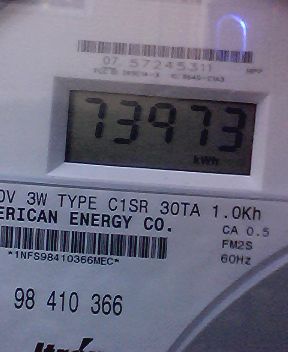 07 57245311
73973
kWh
0V 3W TYPE C1SR 30TA 1.0Kh
ERICAN ENERGY CO.
CA 0.5
FM2S
*1NFS98410366MEC*
60Hz
98 410 366
Itrón